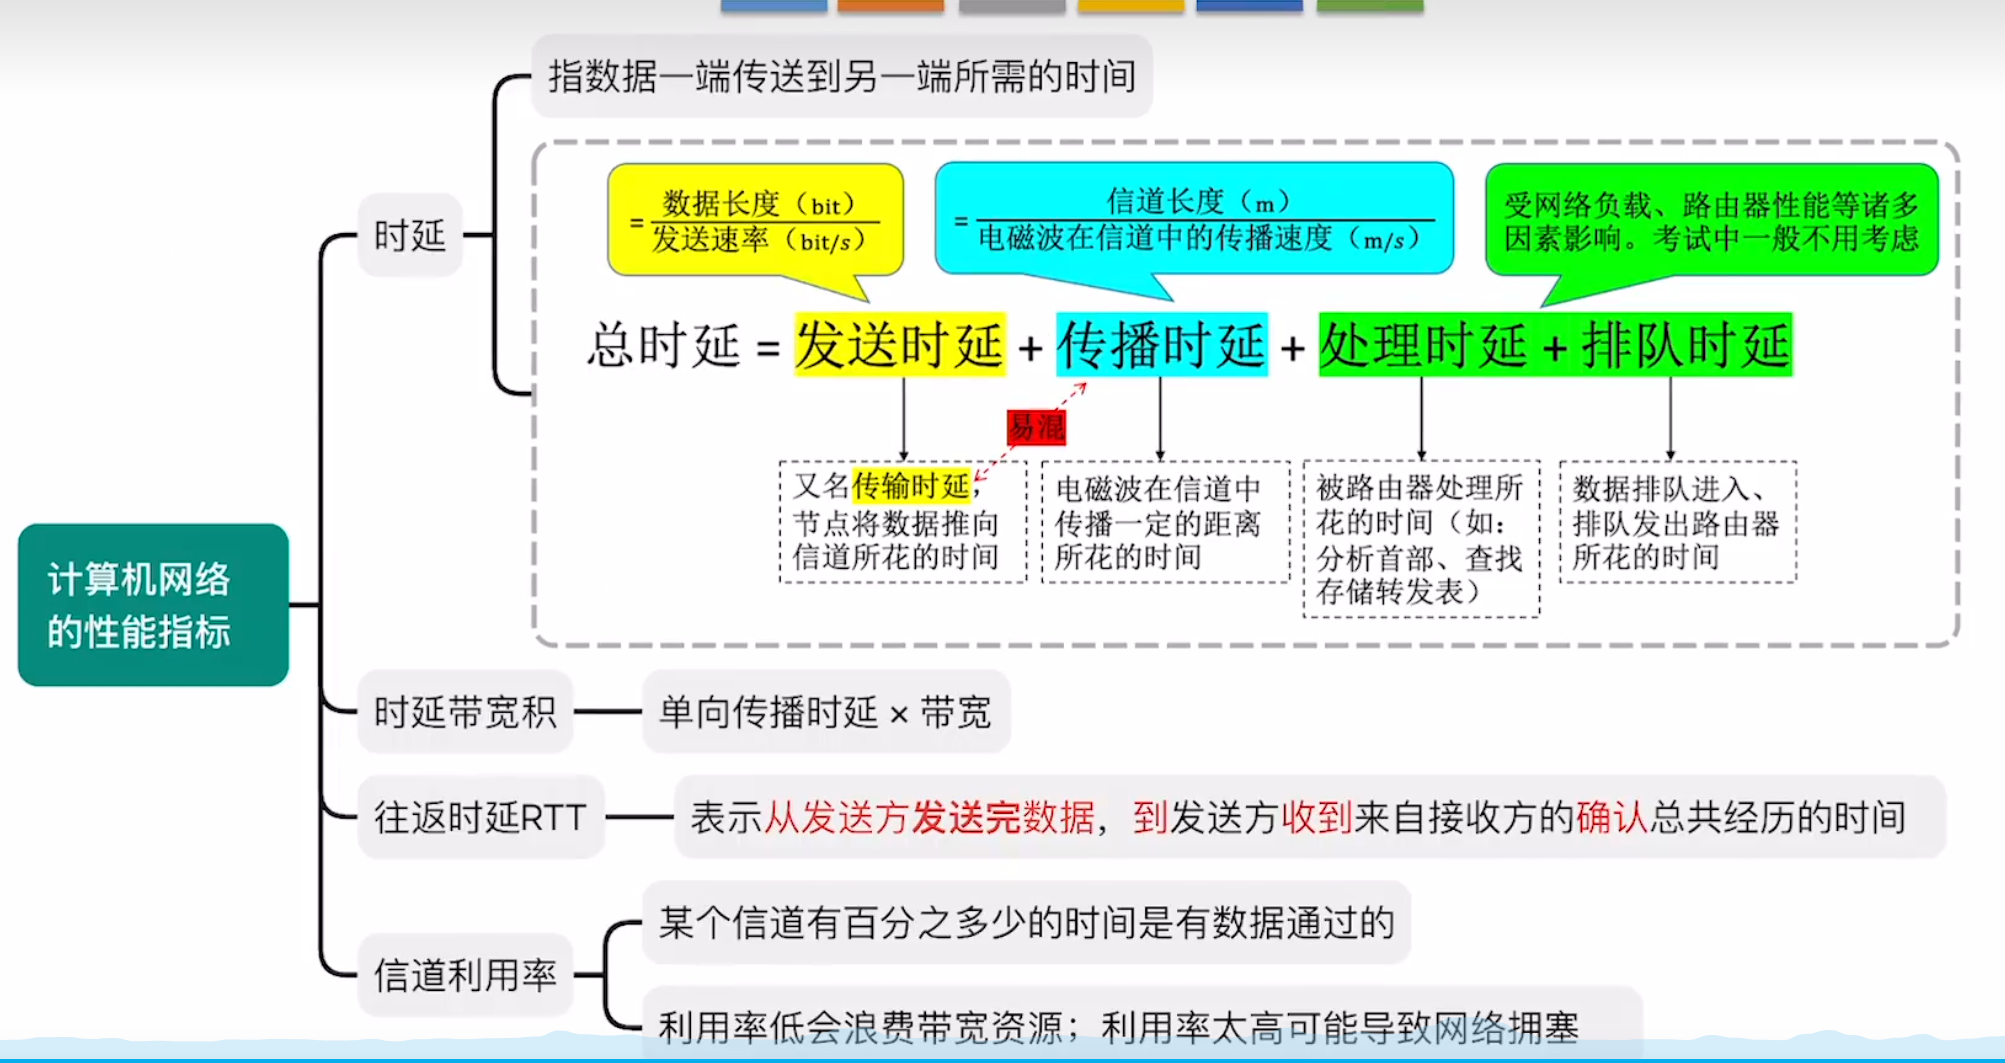 指数据一端传送到另一端所需的时间
= 数据长度（bit）
发送速率（bit/s）
= 信道长度（m）
电磁波在信道中的传播速度（m/s）
受网络负载、路由器性能等诸多
因素影响。考试中一般不用考虑
时延
总时延 = 发送时延 + 传播时延 + 处理时延 + 排队时延
易混
又名传输时延，
节点将数据推向
信道所花的时间
电磁波在信道中
传播一定的距离
所花的时间
被路由器处理所
花的时间（如：
分析首部、查找
存储转发表）
数据排队进入、
排队发出路由器
所花的时间
计算机网络
的性能指标
时延带宽积
单向传播时延 × 带宽
往返时延RTT
表示从发送方发送完数据，到发送方收到来自接收方的确认总共经历的时间
信道利用率
某个信道有百分之多少的时间是有数据通过的
利用率低会浪费带宽资源；利用率太高可能导致网络拥塞